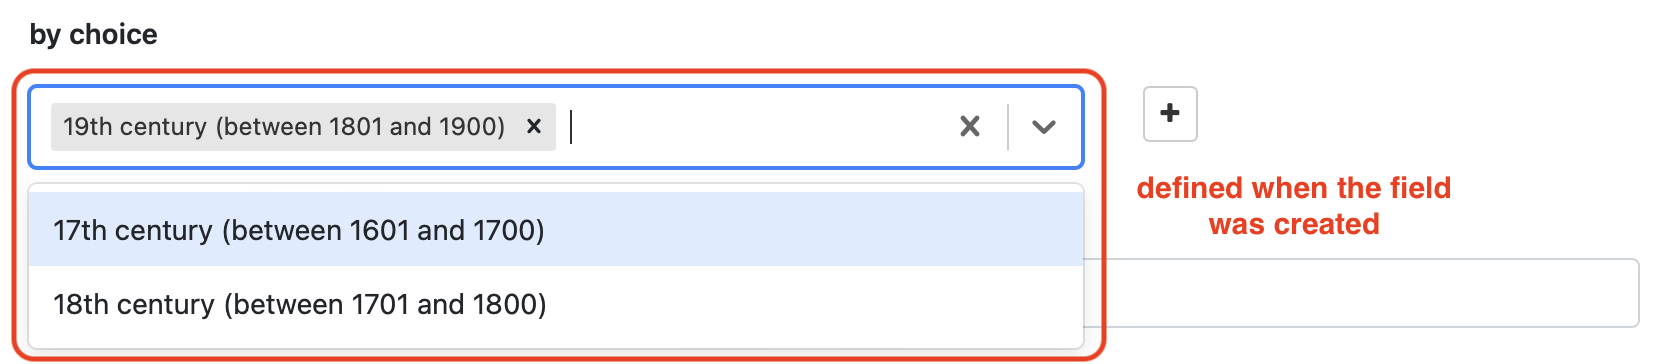 by choice
19th century (between 1801 and 1900)
17th century (between 1601 and 1700)
18th century (between 1701 and 1800)
defined when the field
was created